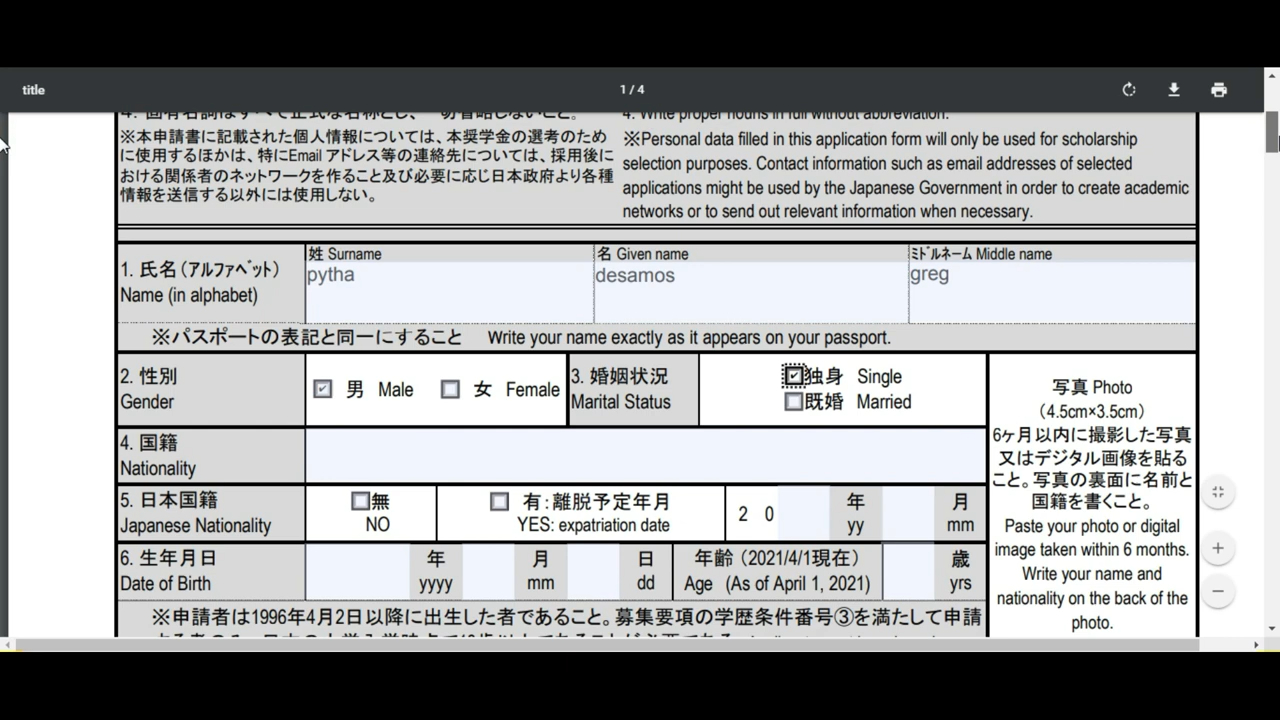 title
1 / 4
4. 固有名詞はすべて正式な名称とし、一切省略しないこと。
※本申請書に記載された個人情報については、本奨学金の選考のため
に使用するほかは、特にEmail アドレス等の連絡先については、採用後に
おける関係者のネットワークを作ること及び必要に応じ日本政府より各種
情報を送信する以外には使用しない。
4. Write proper nouns in full without abbreviation.
※Personal data filled in this application form will only be used for scholarship
selection purposes. Contact information such as email addresses of selected
applications might be used by the Japanese Government in order to create academic
networks or to send out relevant information when necessary.
1. 氏名(アルファベット)
Name (in alphabet)
姓 Surname
pytha
名 Given name
desamos
ミドルネーム Middle name
greg
※パスポートの表記と同一にすること Write your name exactly as it appears on your passport.
2. 性別
Gender
男 Male
女 Female
3. 婚姻状況
Marital Status
独身 Single
既婚 Married
4. 国籍
Nationality
5. 日本国籍
Japanese Nationality
無
NO
有:離脱予定年月
YES: expatriation date
2 0
年
yy
月
mm
6. 生年月日
Date of Birth
年
yyyy
月
mm
日
dd
年齢 (2021/4/1現在)
Age (As of April 1, 2021)
歳
yrs
※申請者は1996年4月2日以降に出生した者であること。募集要項の学歴条件番号③を満たして申請
写真 Photo
(4.5cm×3.5cm)
6ヶ月以内に撮影した写真
又はデジタル画像を貼る
こと。写真の裏面に名前と
国籍を書くこと。
Paste your photo or digital
image taken within 6 months.
Write your name and
nationality on the back of the
photo.